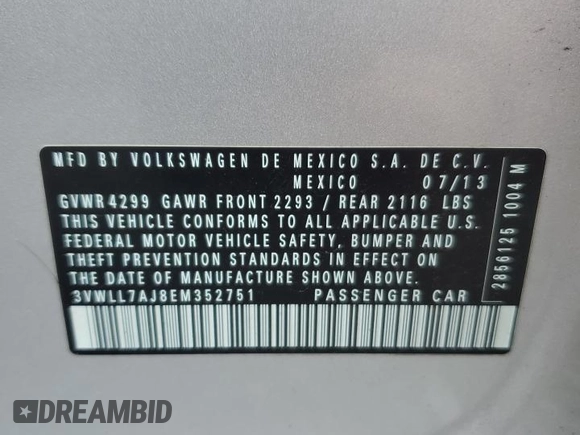 MFD BY VOLKSWAGEN DE MEXICO S.A. DE C.V.
MEXICO 07/13
GVWR4299 GAWR FRONT 2293 / REAR 2116 LBS
THIS VEHICLE CONFORMS TO ALL APPLICABLE U.S.
FEDERAL MOTOR VEHICLE SAFETY, BUMPER AND
THEFT PREVENTION STANDARDS IN EFFECT ON
THE DATE OF MANUFACTURE SHOWN ABOVE.
3VWLL7AJ8EM352751 PASSENGER CAR
2856125 1004 M
DREAMBID